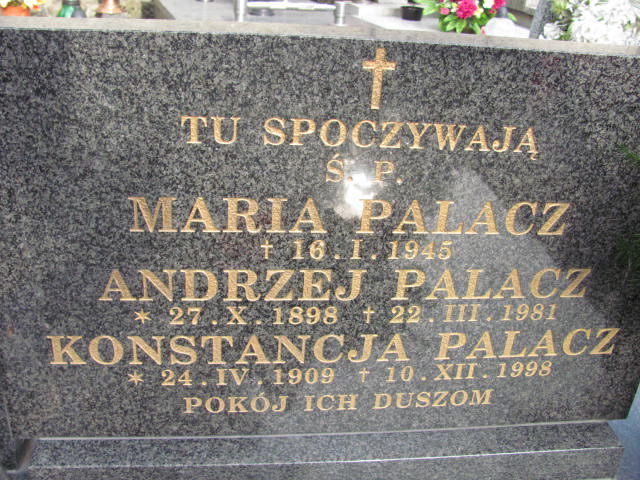 TU SPOCZYWAJĄ
Ś. P.
MARIA PALACZ
† 16.I.1945
ANDRZEJ PALACZ
* 27.X.1898 † 22.III.1981
KONSTANCJA PALACZ
* 24.IV.1909 † 10.XII.1998
POKÓJ ICH DUSZOM